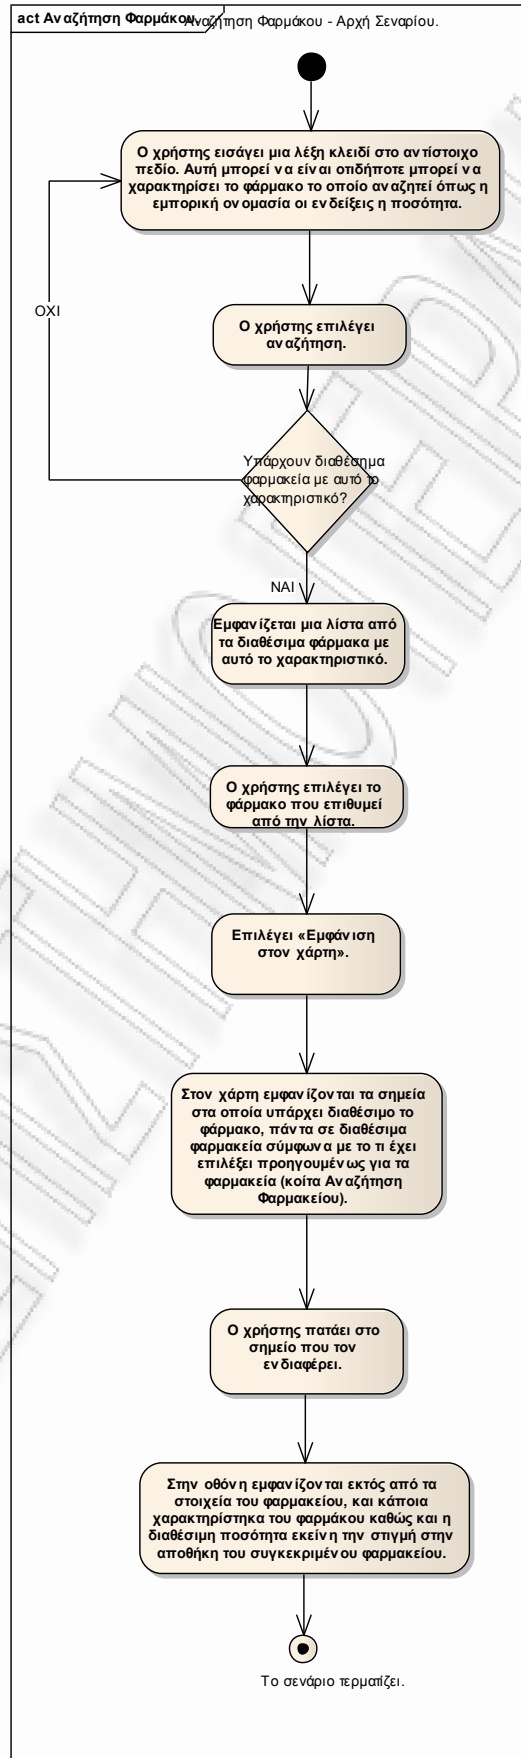 act Αναζήτηση Φαρμάκου
Αναζήτηση Φαρμάκου - Αρχή Σεναρίου.
Ο χρήστης εισάγει μια λέξη κλειδί στο αντίστοιχο
πεδίο. Αυτή μπορεί να είναι οτιδήποτε μπορεί να
χαρακτηρίσει το φάρμακο το οποίο αναζητεί όπως η
εμπορική ονομασία οι ενδείξεις η ποσότητα.
ΟΧΙ
Ο χρήστης επιλέγει
αναζήτηση.
Υπάρχουν διαθέσημα
φαρμακεία με αυτό το
χαρακτηριστικό?
ΝΑΙ
Εμφανίζεται μια λίστα από
τα διαθέσιμα φάρμακα με
αυτό το χαρακτηριστικό.
Ο χρήστης επιλέγει το
φάρμακο που επιθυμεί
από την λίστα.
Επιλέγει «Εμφάνιση
στον χάρτη».
Στον χάρτη εμφανίζονται τα σημεία
στα οποία υπάρχει διαθέσιμο το
φάρμακο, πάντα σε διαθέσιμα
φαρμακεία σύμφωνα με το τι έχει
επιλέξει προηγουμένως για τα
φαρμακεία (κοίτα Αναζήτηση
Φαρμακείου).
Ο χρήστης πατάει στο
σημείο που τον
ενδιαφέρει.
Στην οθόνη εμφανίζονται εκτός από τα
στοιχεία του φαρμακείου, και κάποια
χαρακτηρίστηκα του φαρμάκου καθώς και η
διαθέσιμη ποσότητα εκείνη την στιγμή στην
αποθήκη του συγκεκριμένου φαρμακείου.
Το σενάριο τερματίζει.